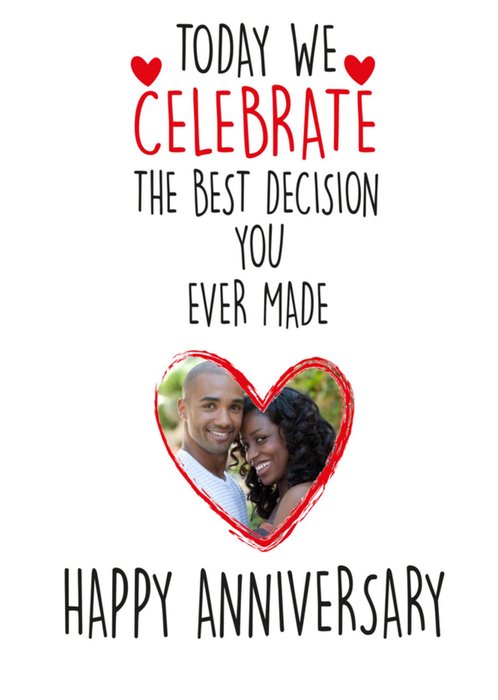 TODAY WE
CELEBRATE
THE BEST DECISION
YOU
EVER MADE
HAPPY ANNIVERSARY